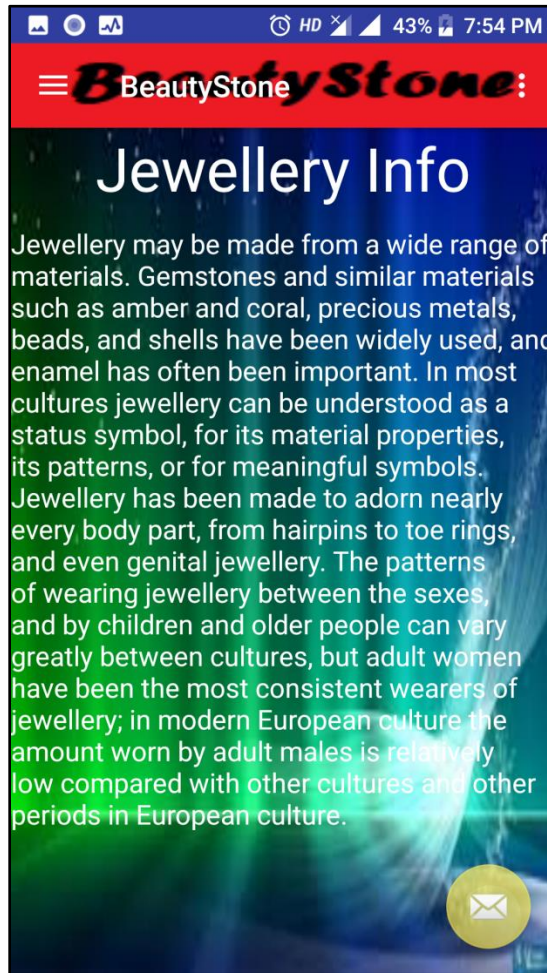 HD 43% 7:54 PM
BeautyStone
BeautyStone
Jewellery Info
Jewellery may be made from a wide range of
materials. Gemstones and similar materials
such as amber and coral, precious metals,
beads, and shells have been widely used, and
enamel has often been important. In most
cultures jewellery can be understood as a
status symbol, for its material properties,
its patterns, or for meaningful symbols.
Jewellery has been made to adorn nearly
every body part, from hairpins to toe rings,
and even genital jewellery. The patterns
of wearing jewellery between the sexes,
and by children and older people can vary
greatly between cultures, but adult women
have been the most consistent wearers of
jewellery; in modern European culture the
amount worn by adult males is relatively
low compared with other cultures and other
periods in European culture.